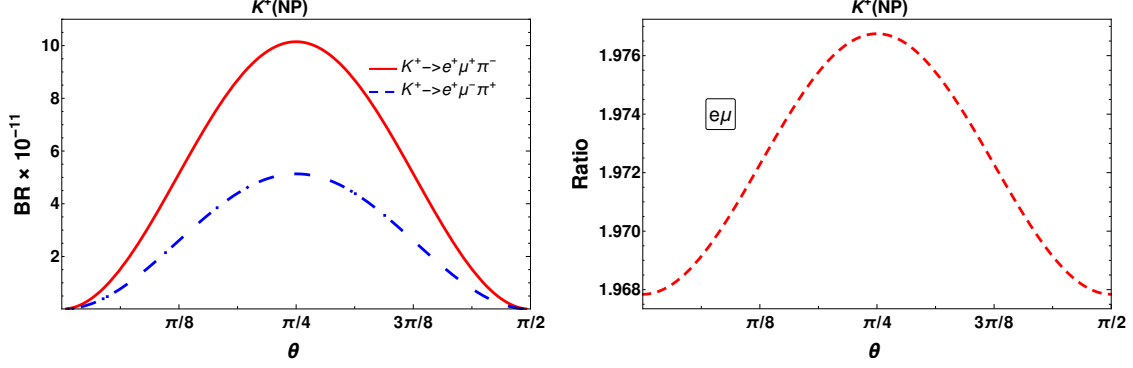 K⁺(NP)
BR × 10⁻¹¹
10
8
6
4
2
K⁺−>e⁺μ⁺π⁻
K⁺−>e⁺μ⁻π⁺
π/8
π/4
3π/8
π/2
θ
K⁺(NP)
Ratio
1.976
1.974
1.972
1.970
1.968
eμ
π/8
π/4
3π/8
π/2
θ